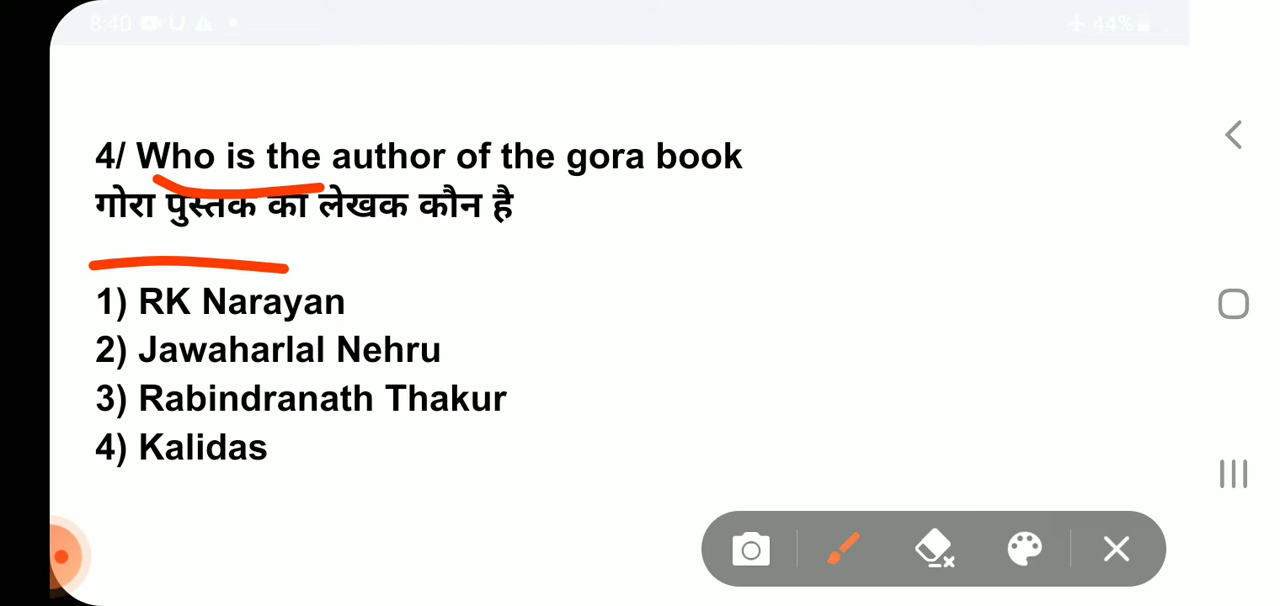 8:40
44%
4/ Who is the author of the gora book
गोरा पुस्तक का लेखक कौन है
1) RK Narayan
2) Jawaharlal Nehru
3) Rabindranath Thakur
4) Kalidas